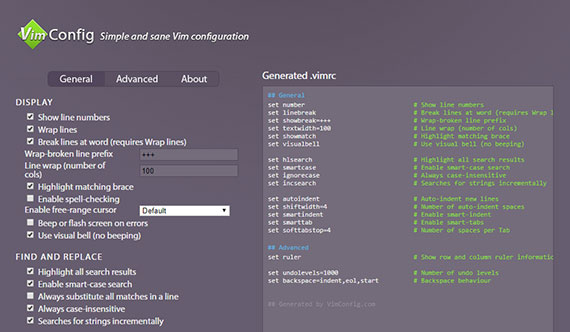 VimConfig Simple and sane Vim configuration
General Advanced About
DISPLAY
Show line numbers
Wrap lines
Break lines at word (requires Wrap lines)
Wrap-broken line prefix +++
Line wrap (number of cols) 100
Highlight matching brace
Enable spell-checking
Enable free-range cursor Default
Beep or flash screen on errors
Use visual bell (no beeping)
FIND AND REPLACE
Highlight all search results
Enable smart-case search
Always substitute all matches in a line
Always case-insensitive
Searches for strings incrementally
Generated .vimrc
## General
set number # Show line numbers
set linebreak # Break lines at word (requires Wrap l
set showbreak=+++ # Wrap-broken line prefix
set textwidth=100 # Line wrap (number of cols)
set showmatch # Highlight matching brace
set visualbell # Use visual bell (no beeping)
set hlsearch # Highlight all search results
set smartcase # Enable smart-case search
set ignorecase # Always case-insensitive
set incsearch # Searches for strings incrementally
set autoindent # Auto-indent new lines
set shiftwidth=4 # Number of auto-indent spaces
set smartindent # Enable smart-indent
set smarttab # Enable smart-tabs
set softtabstop=4 # Number of spaces per Tab
## Advanced
set ruler # Show row and column ruler informatio
set undolevels=1000 # Number of undo levels
set backspace=indent,eol,start # Backspace behaviour
## Generated by VimConfig.com